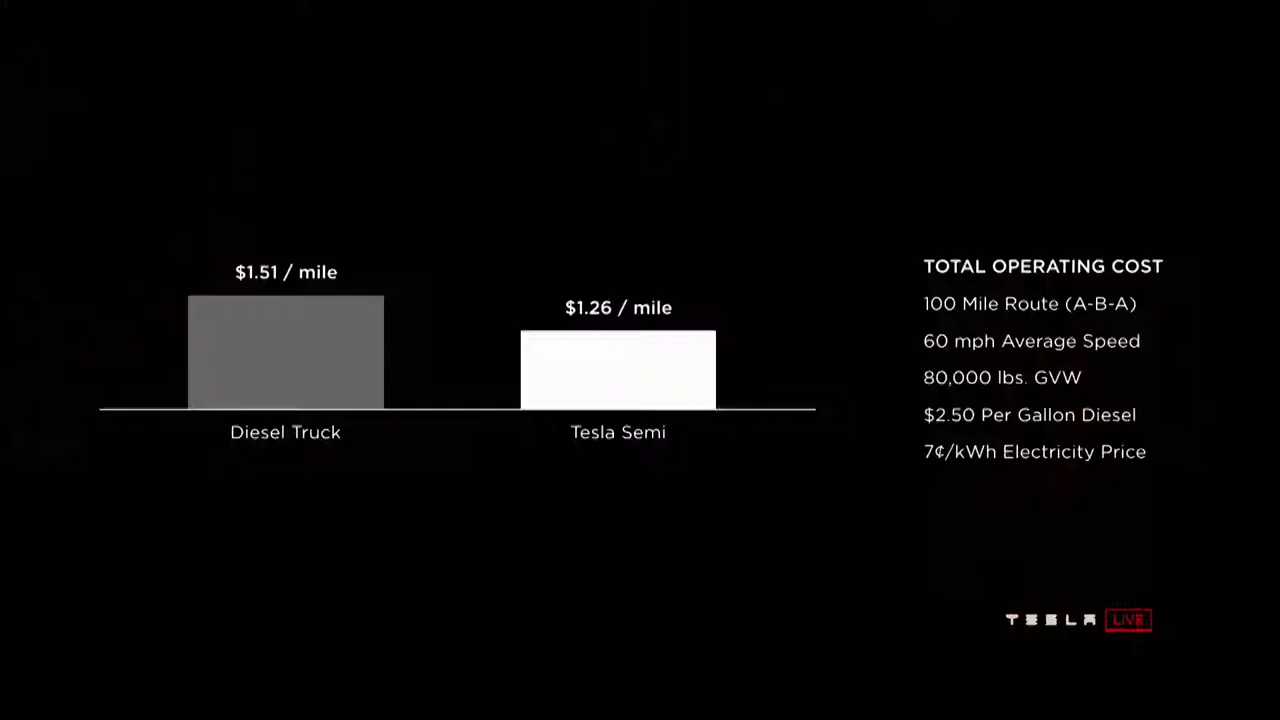 $1.51 / mile
$1.26 / mile
Diesel Truck
Tesla Semi
TOTAL OPERATING COST
100 Mile Route (A-B-A)
60 mph Average Speed
80,000 lbs. GVW
$2.50 Per Gallon Diesel
7¢/kWh Electricity Price
TESLA LIVE